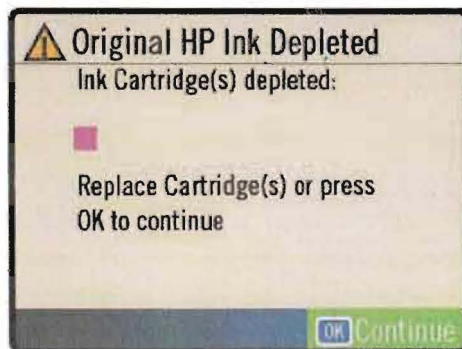 Original HP Ink Depleted
Ink Cartridge(s) depleted:
Replace Cartridge(s) or press
OK to continue
OK Continue